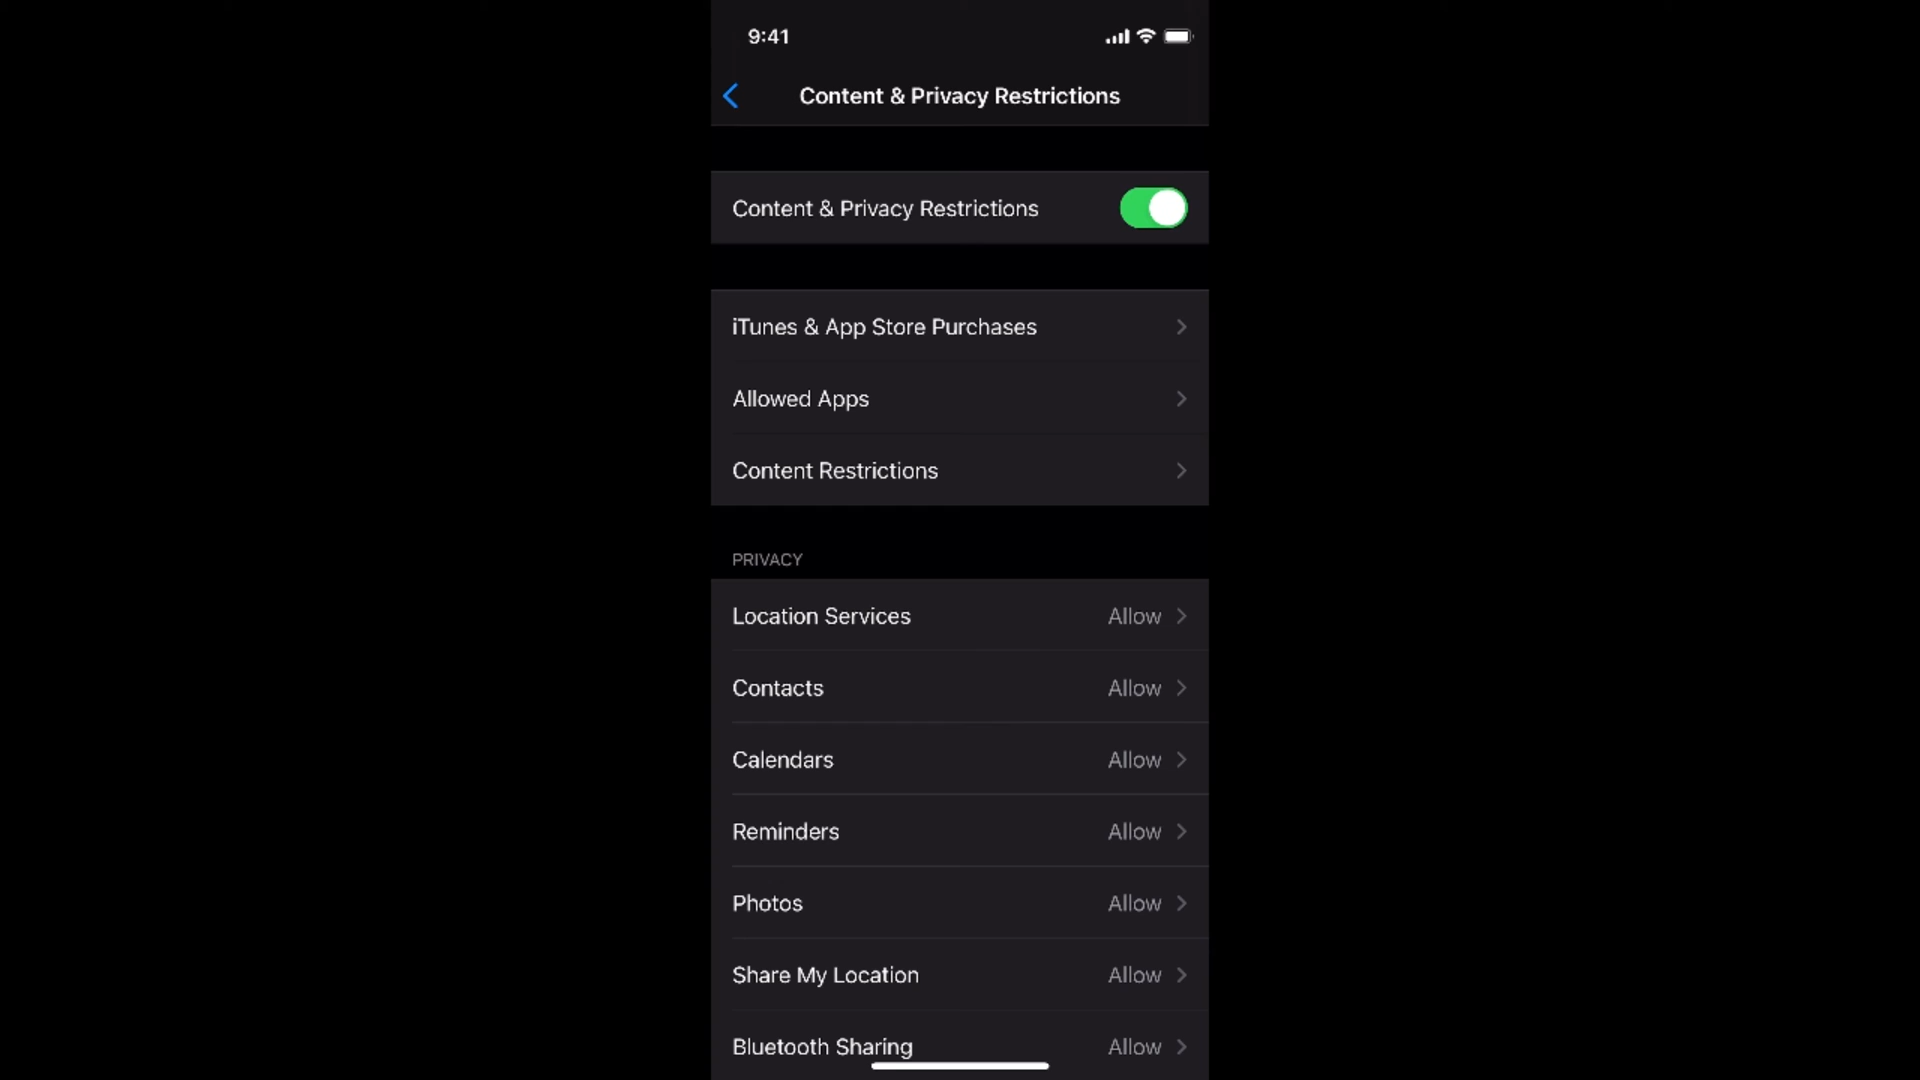 9:41
Content & Privacy Restrictions
Content & Privacy Restrictions
iTunes & App Store Purchases
Allowed Apps
Content Restrictions
PRIVACY
Location Services Allow
Contacts Allow
Calendars Allow
Reminders Allow
Photos Allow
Share My Location Allow
Bluetooth Sharing Allow